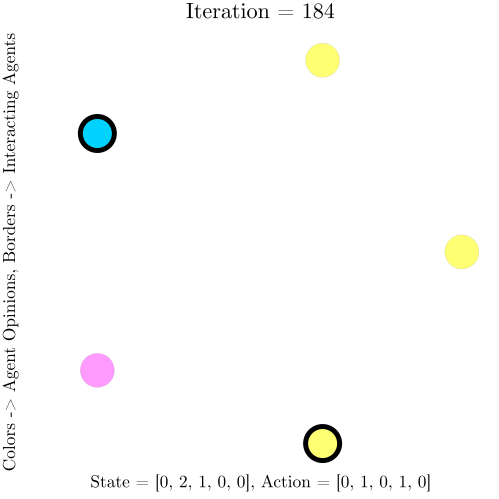 Iteration = 184
Colors -> Agent Opinions, Borders -> Interacting Agents
State = [0, 2, 1, 0, 0], Action = [0, 1, 0, 1, 0]